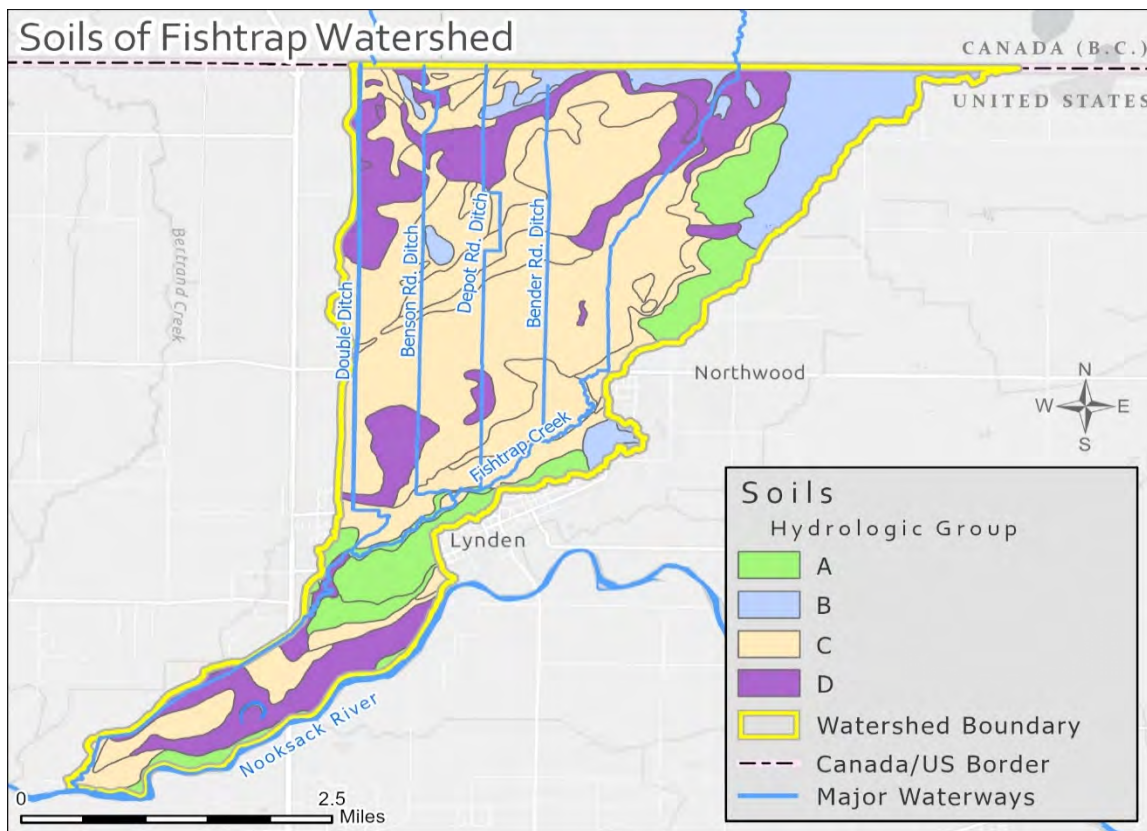 Soils of Fishtrap Watershed
CANADA (B.C.)
UNITED STATES
Bertrand Creek
Double Ditch
Benson Rd. Ditch
Depot Rd. Ditch
Bender Rd. Ditch
Northwood
N
W E
S
Fishtrap Creek
Lynden
Nooksack River
Soils
Hydrologic Group
A
B
C
D
Watershed Boundary
Canada/US Border
Major Waterways
0 2.5
Miles